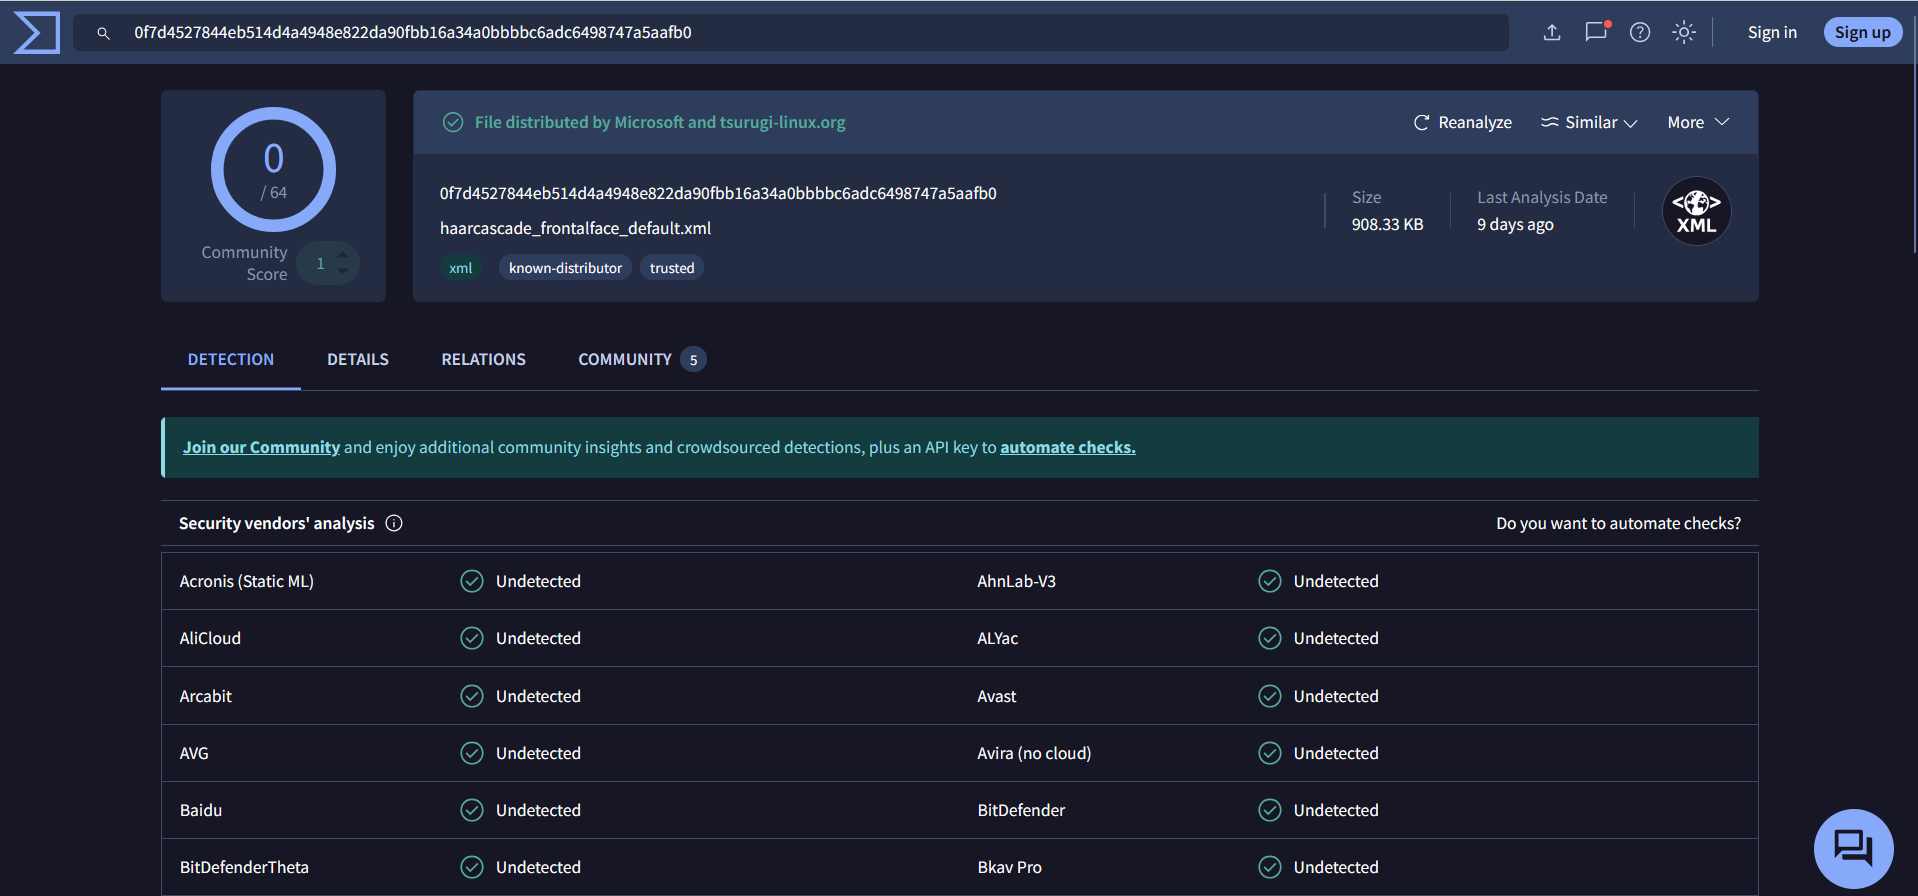 0f7d4527844eb514d4a4948e822da90fbb16a34a0bbbbc6adc6498747a5aafb0
Sign in
Sign up
0
/ 64
Community
Score
1
File distributed by Microsoft and tsurugi-linux.org
Reanalyze
Similar
More
0f7d4527844eb514d4a4948e822da90fbb16a34a0bbbbc6adc6498747a5aafb0
haarcascade_frontalface_default.xml
xml
known-distributor
trusted
Size
908.33 KB
Last Analysis Date
9 days ago
<> XML
DETECTION
DETAILS
RELATIONS
COMMUNITY 5
Join our Community and enjoy additional community insights and crowdsourced detections, plus an API key to automate checks.
Security vendors' analysis
Do you want to automate checks?
Acronis (Static ML) Undetected AhnLab-V3 Undetected
AliCloud Undetected ALYac Undetected
Arcabit Undetected Avast Undetected
AVG Undetected Avira (no cloud) Undetected
Baidu Undetected BitDefender Undetected
BitDefenderTheta Undetected Bkav Pro Undetected